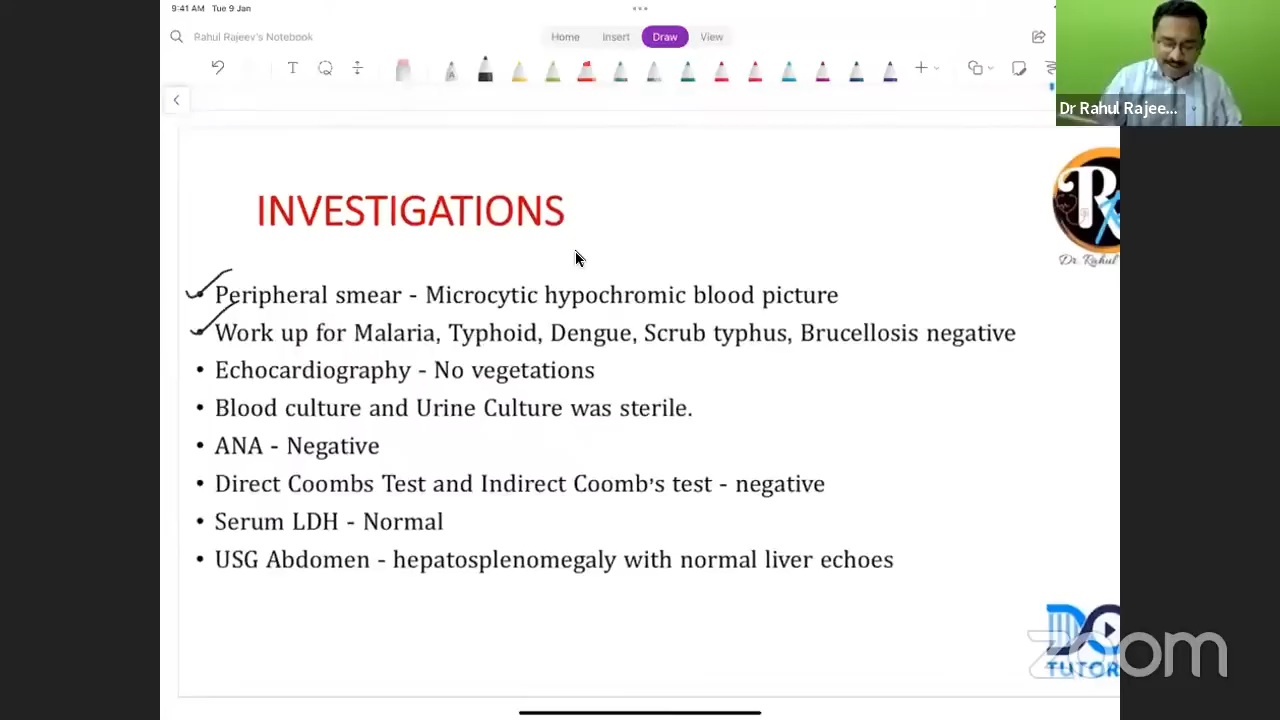 9:41 AM Tue 9 Jan
Rahul Rajeev's Notebook
Home Insert Draw View
T
A
Dr Rahul Rajee...
INVESTIGATIONS
R
Dr. Rahul
• Peripheral smear - Microcytic hypochromic blood picture
• Work up for Malaria, Typhoid, Dengue, Scrub typhus, Brucellosis negative
• Echocardiography - No vegetations
• Blood culture and Urine Culture was sterile.
• ANA - Negative
• Direct Coombs Test and Indirect Coomb's test - negative
• Serum LDH - Normal
• USG Abdomen - hepatosplenomegaly with normal liver echoes
zoom
TUTOR